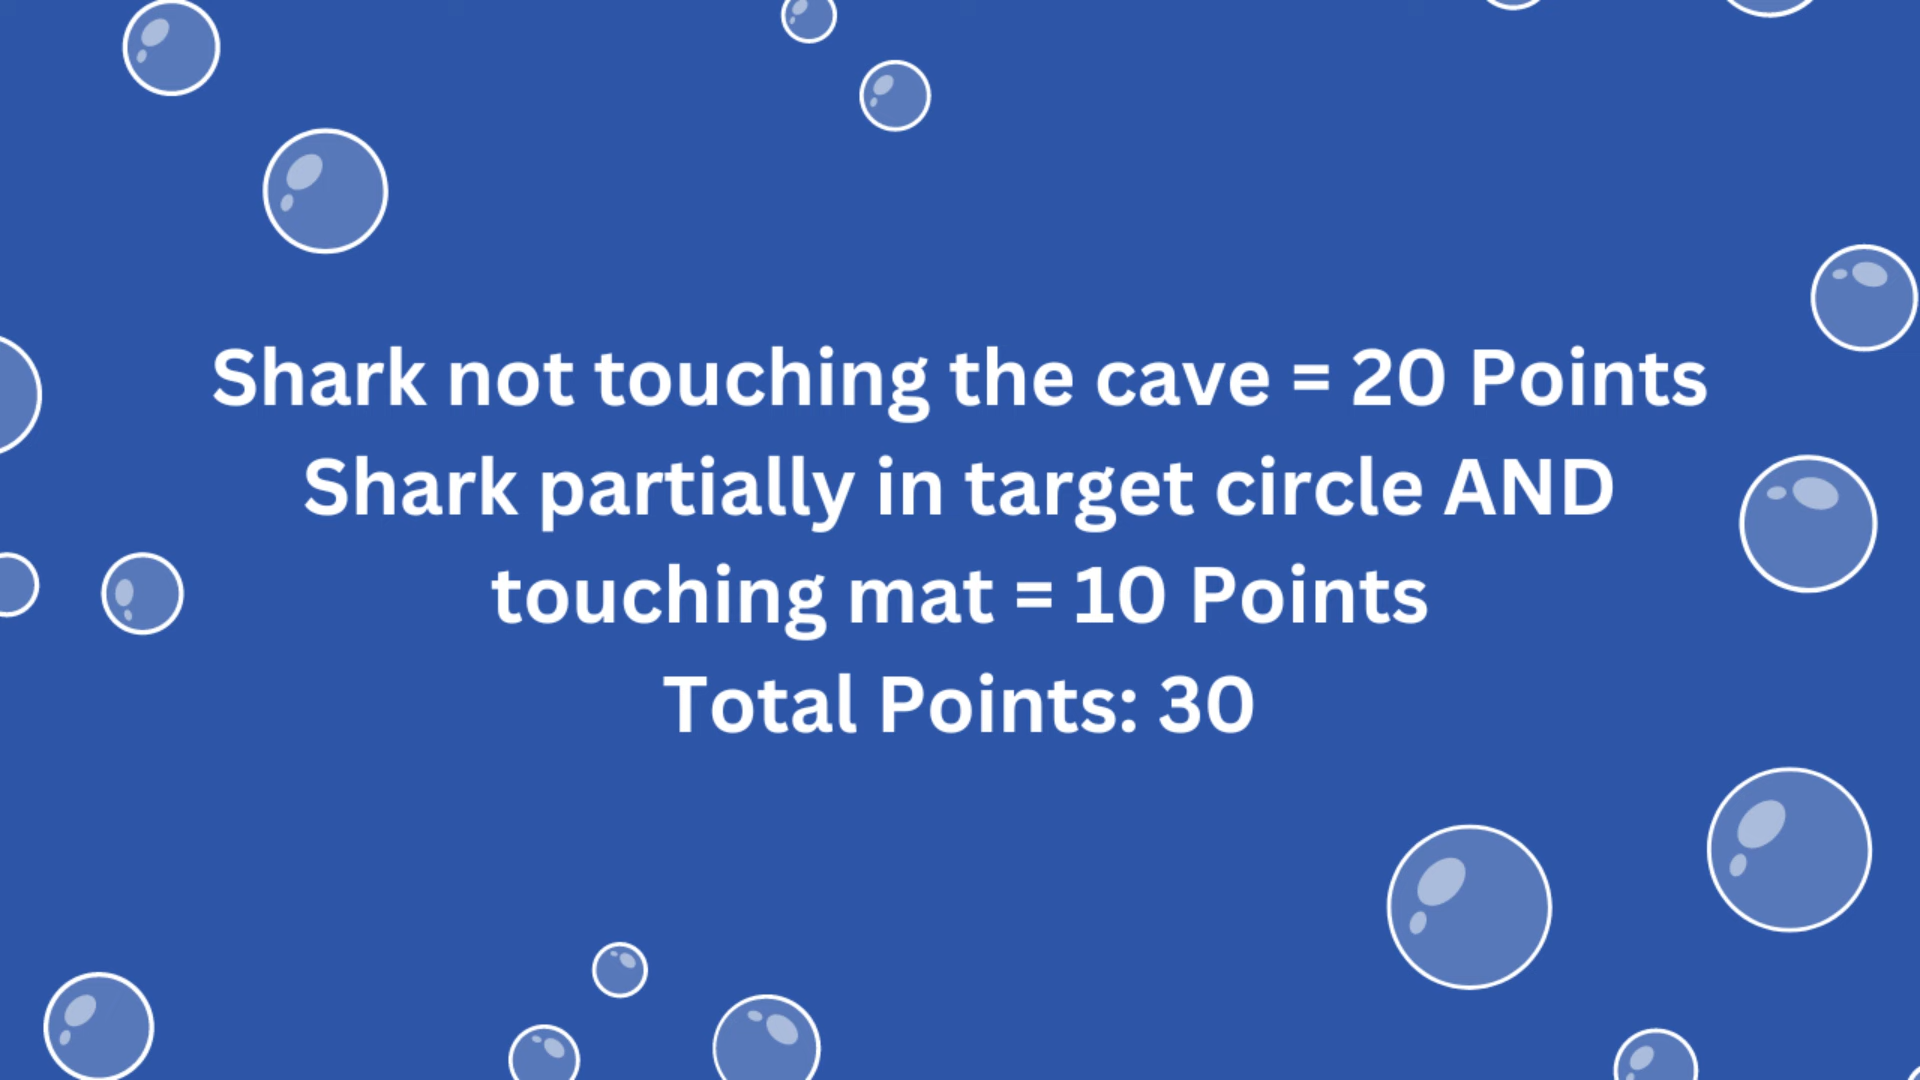 Shark not touching the cave = 20 Points
Shark partially in target circle AND
touching mat = 10 Points
Total Points: 30